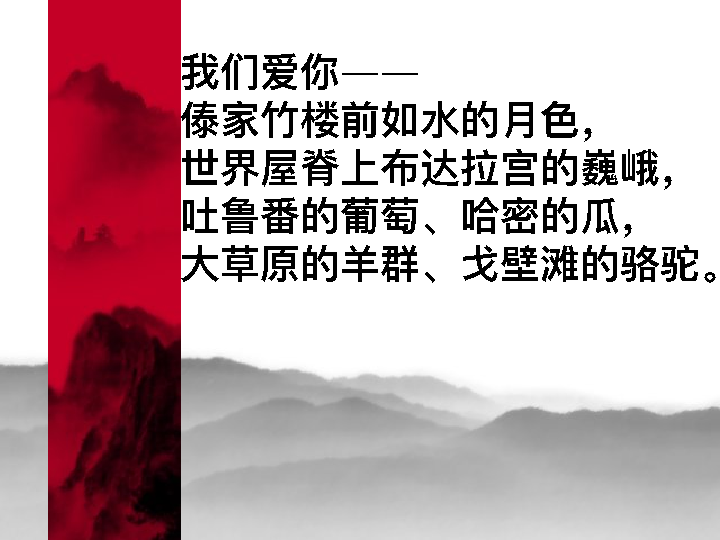 我们爱你——
傣家竹楼前如水的月色，
世界屋脊上布达拉宫的巍峨，
吐鲁番的葡萄、哈密的瓜，
大草原的羊群、戈壁滩的骆驼。